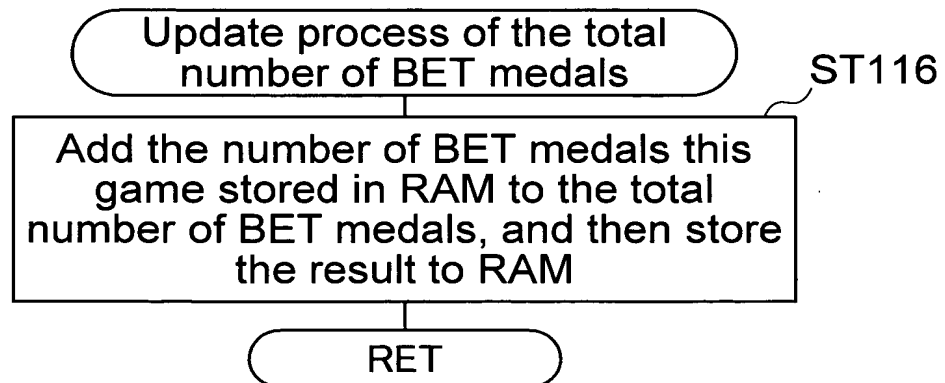 Update process of the total
number of BET medals
ST116
Add the number of BET medals this
game stored in RAM to the total
number of BET medals, and then store
the result to RAM
RET